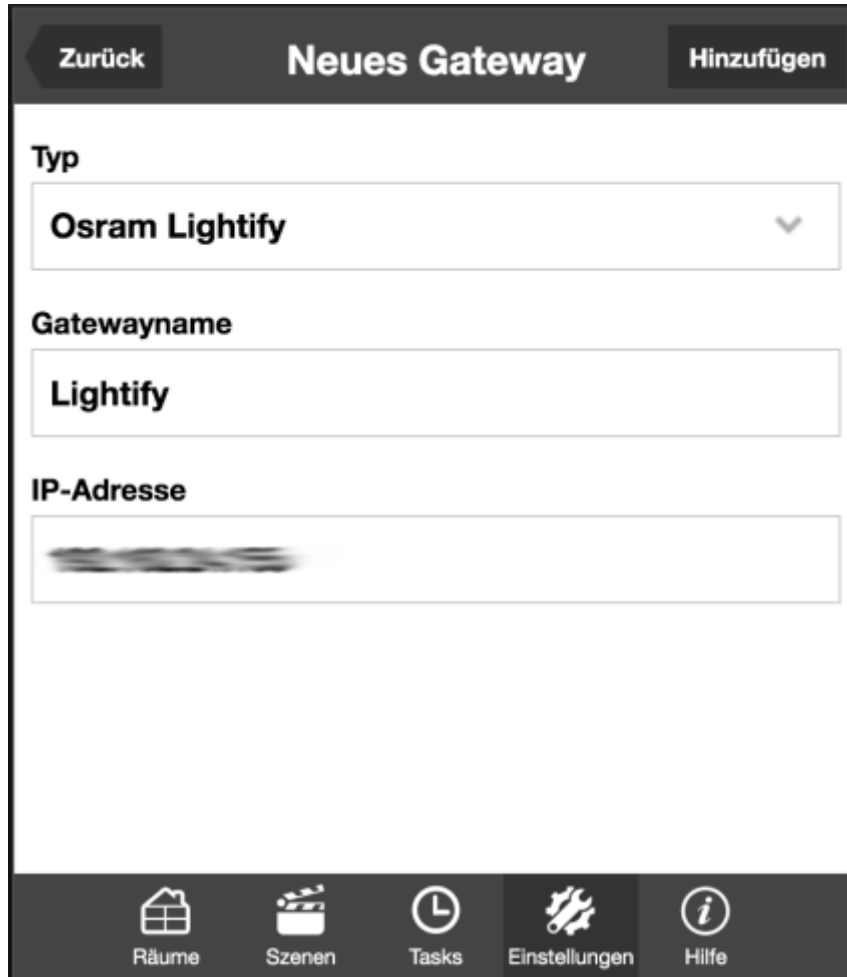 Zurück
Neues Gateway
Hinzufügen
Typ
Osram Lightify
Gatewayname
Lightify
IP-Adresse
Räume
Szenen
Tasks
Einstellungen
Hilfe